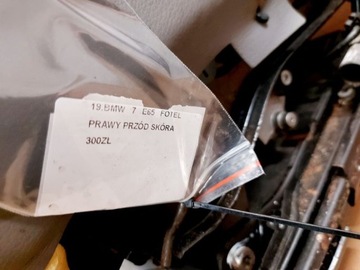 19.BMW 7 E65 FOTEL
PRAWY PRZÓD SKÓRA
300ZŁ